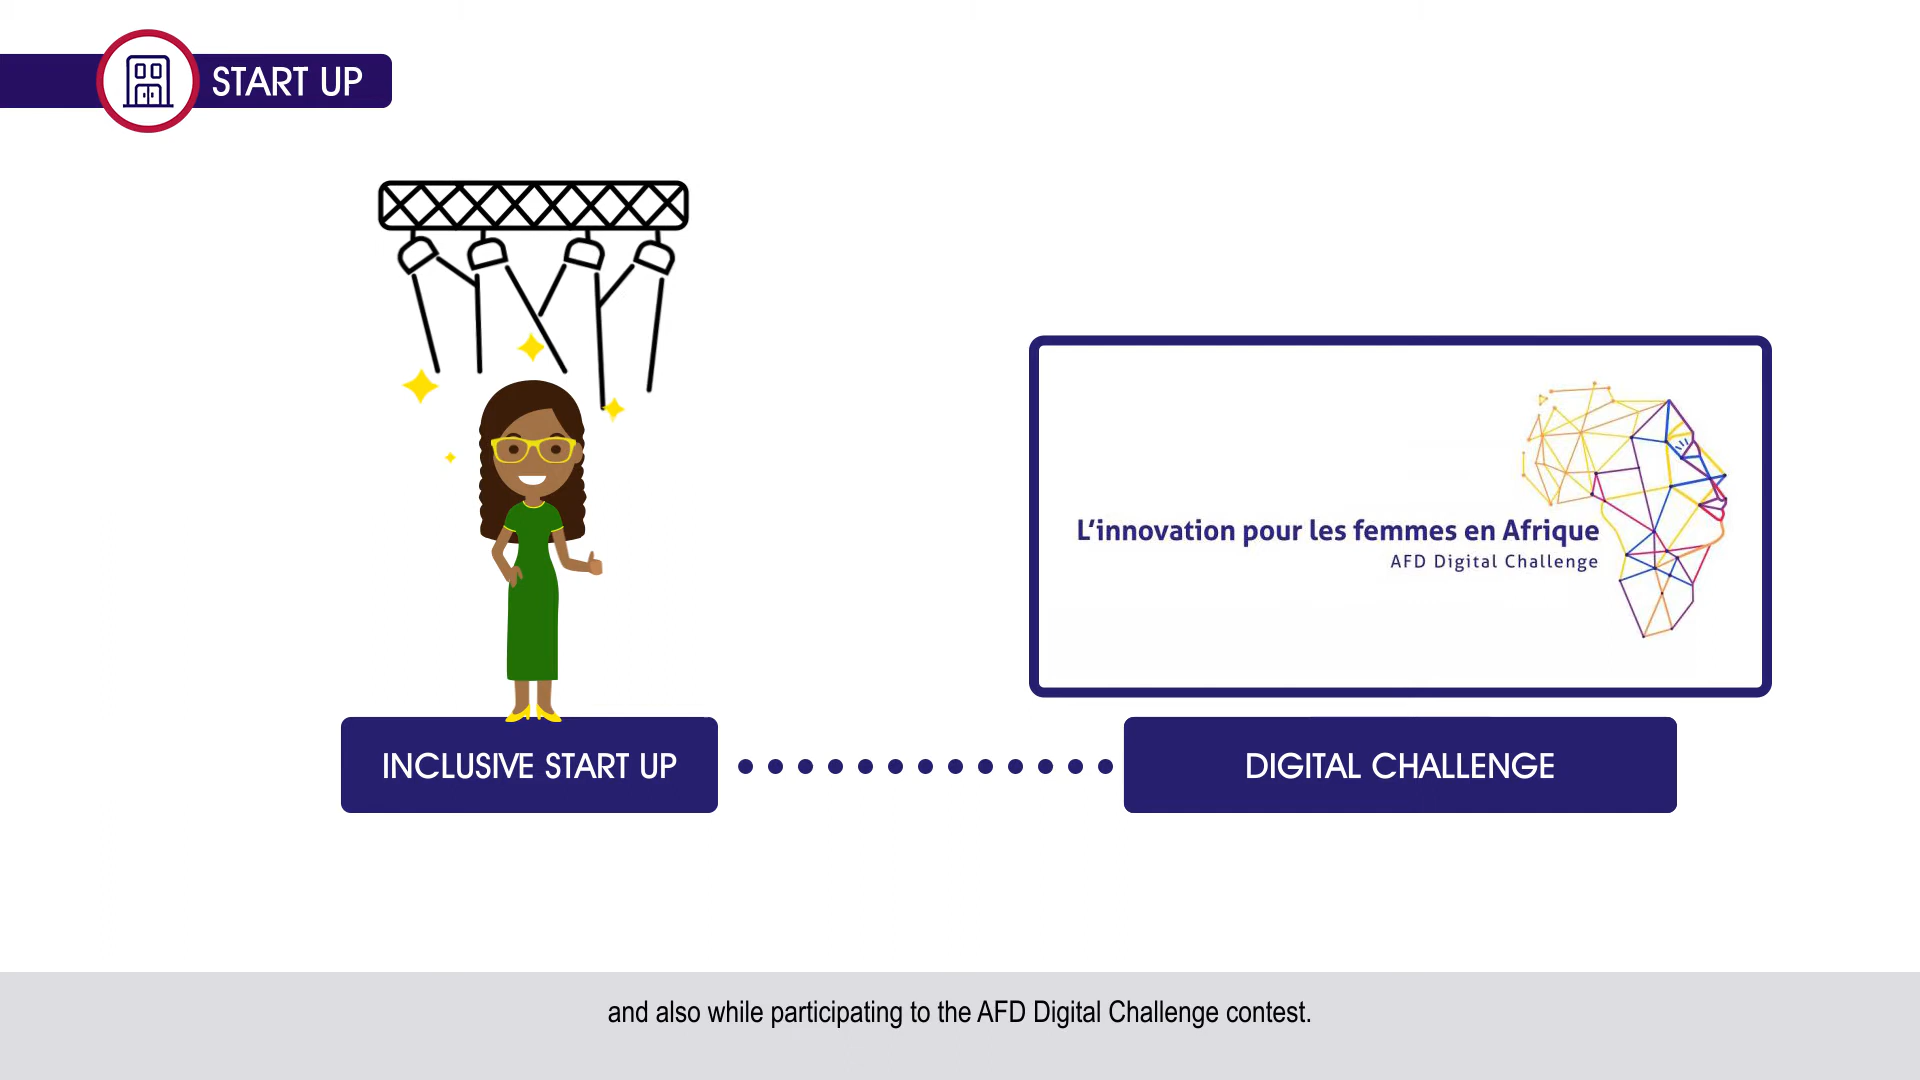 START UP
L’innovation pour les femmes en Afrique
AFD Digital Challenge
INCLUSIVE START UP
DIGITAL CHALLENGE
and also while participating to the AFD Digital Challenge contest.